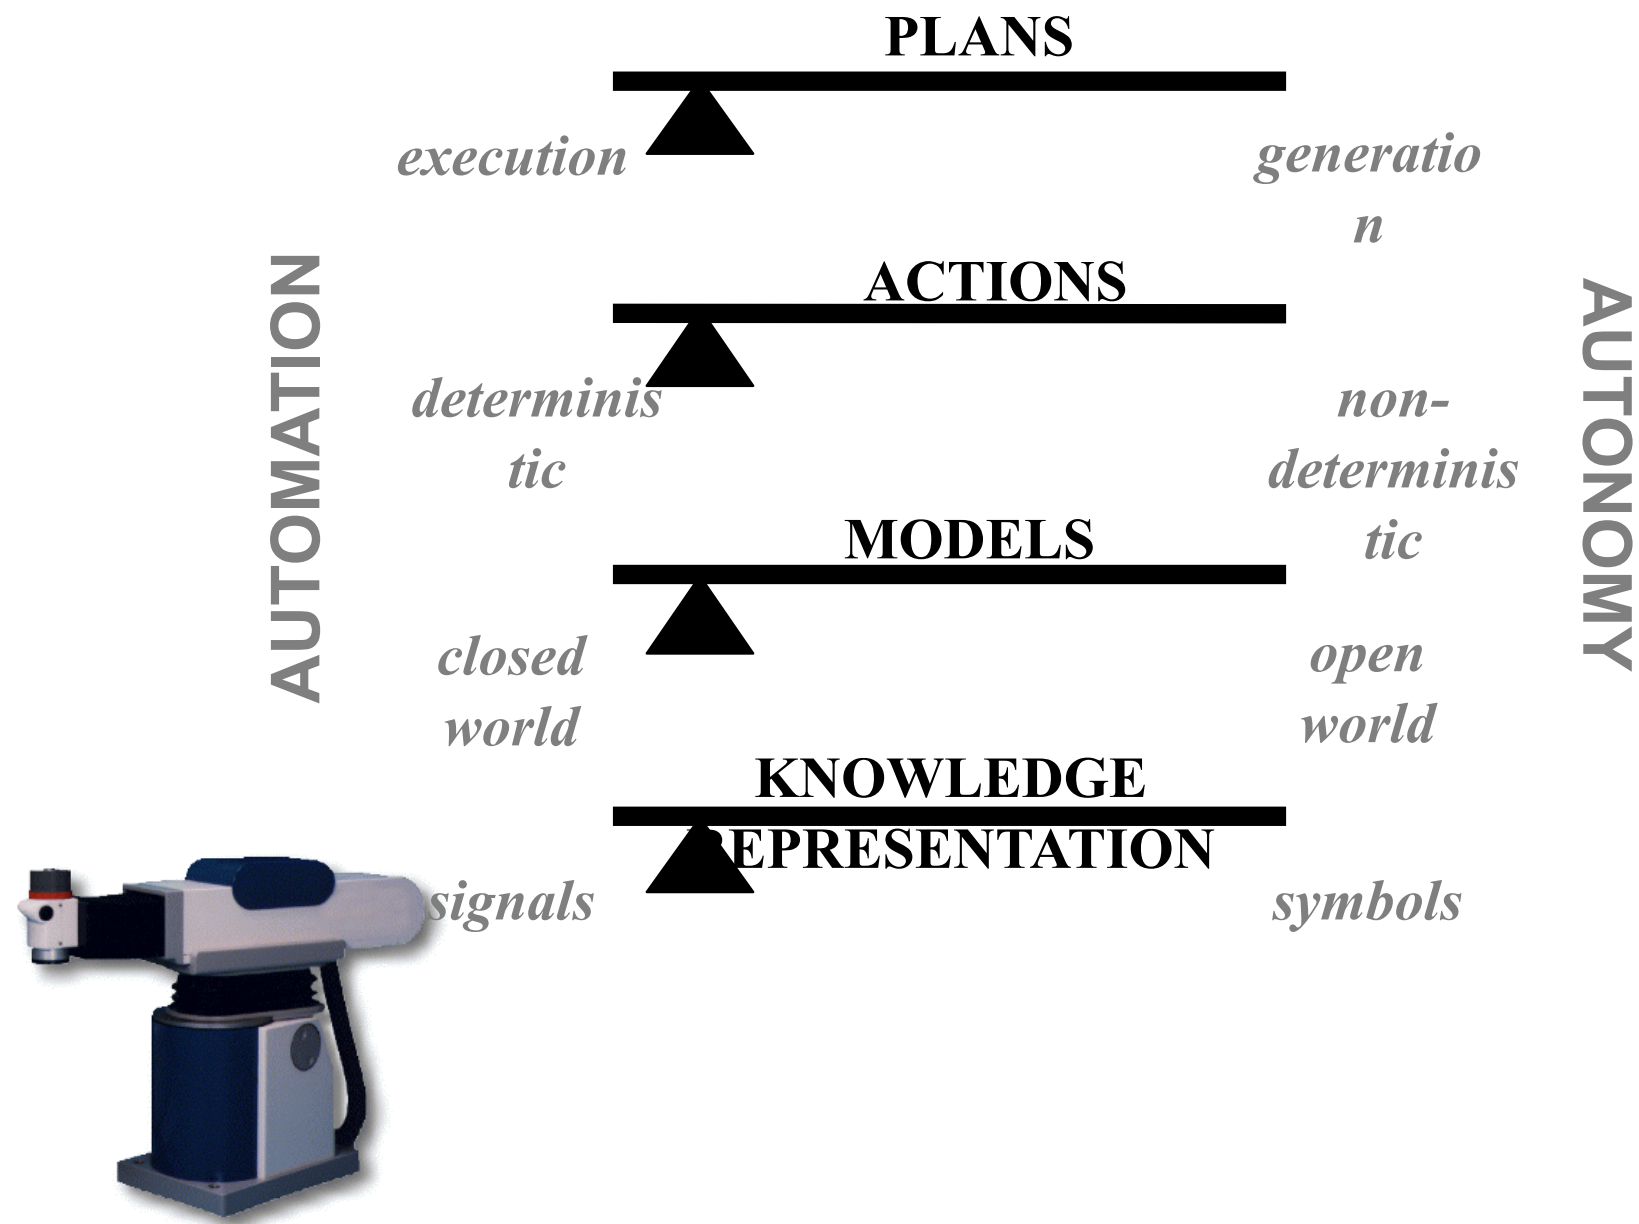 PLANS
execution
generatio
n
AUTOMATION
AUTONOMY
ACTIONS
determinis
tic
non-
determinis
tic
MODELS
closed
world
open
world
KNOWLEDGE
REPRESENTATION
signals
symbols